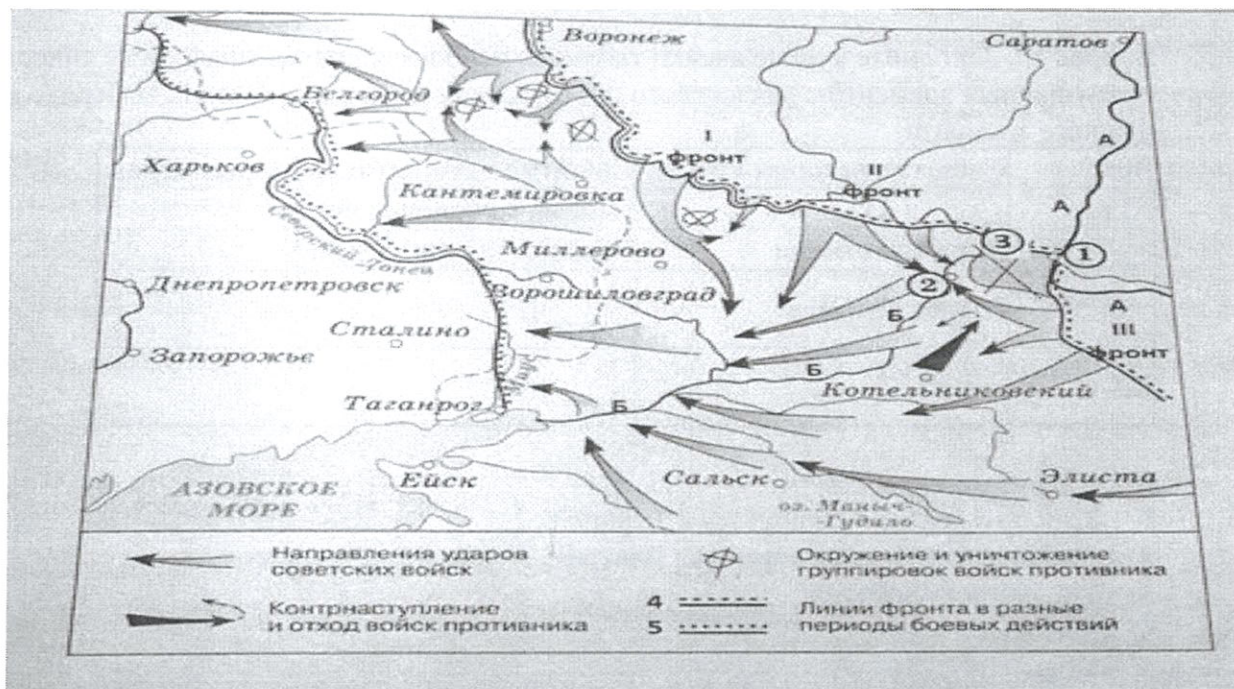 Воронеж
Саратов
А
Белгород
I
фронт
Харьков
II
фронт
Кантемировка
А
Северский Донец
Миллерово
3
1
Днепропетровск
Ворошиловград
2
А
Сталино
Б
III
фронт
Запорожье
Миус
Б
Котельниковский
Таганрог
Б
АЗОВСКОЕ
МОРЕ
Ейск
Сальск
Элиста
оз. Маныч-
-Гудило
Направления ударов
советских войск
Окружение и уничтожение
группировок войск противника
Контрнаступление
и отход войск противника
4
5
Линии фронта в разные
периоды боевых действий